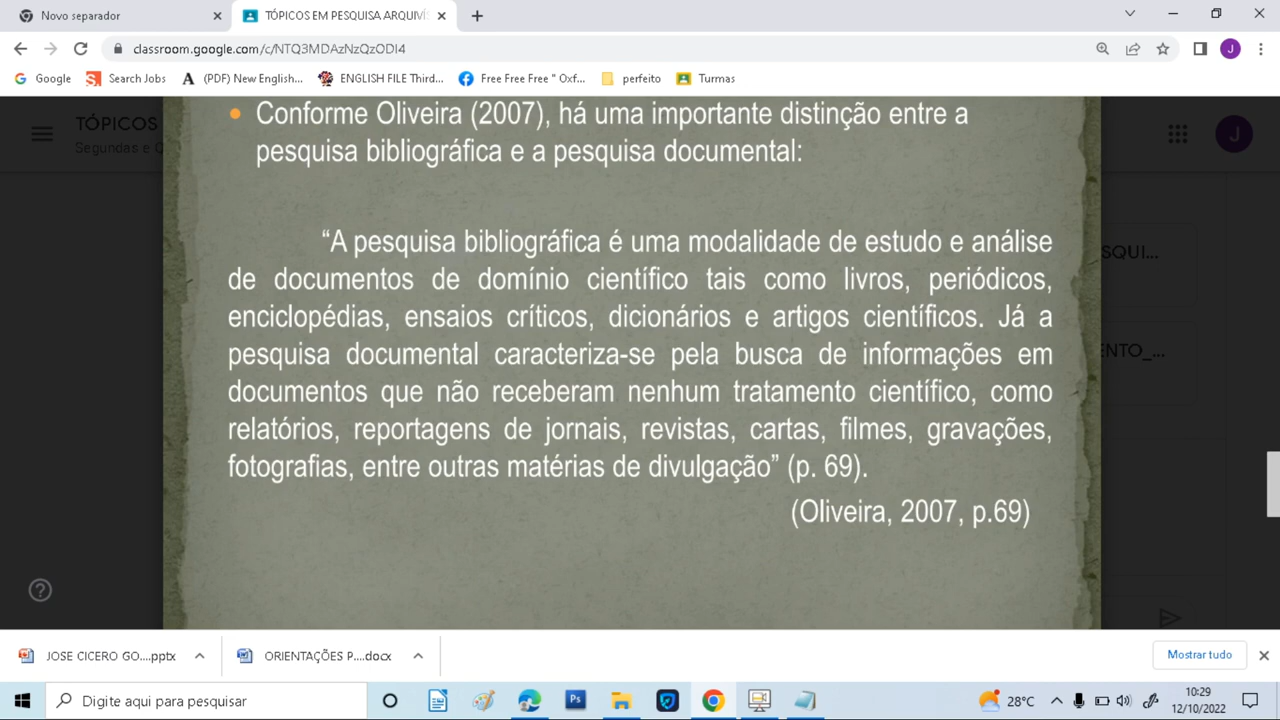 Novo separador
TÓPICOS EM PESQUISA ARQUIVÍS
classroom.google.com/c/NTQ3MDAzNzQzODI4
J
Google
Search Jobs
(PDF) New English...
ENGLISH FILE Third...
Free Free Free " Oxf...
perfeito
Turmas
TÓPICOS
J
• Conforme Oliveira (2007), há uma importante distinção entre a
pesquisa bibliográfica e a pesquisa documental:
“A pesquisa bibliográfica é uma modalidade de estudo e análise
de documentos de domínio científico tais como livros, periódicos,
enciclopédias, ensaios críticos, dicionários e artigos científicos. Já a
pesquisa documental caracteriza-se pela busca de informações em
documentos que não receberam nenhum tratamento científico, como
relatórios, reportagens de jornais, revistas, cartas, filmes, gravações,
fotografias, entre outras matérias de divulgação” (p. 69).
(Oliveira, 2007, p.69)
Segundas e
SQUI...
ENTO_...
JOSE CICERO GO....pptx
ORIENTAÇÕES P....docx
Mostrar tudo
Digite aqui para pesquisar
Ps
28°C
10:29
12/10/2022